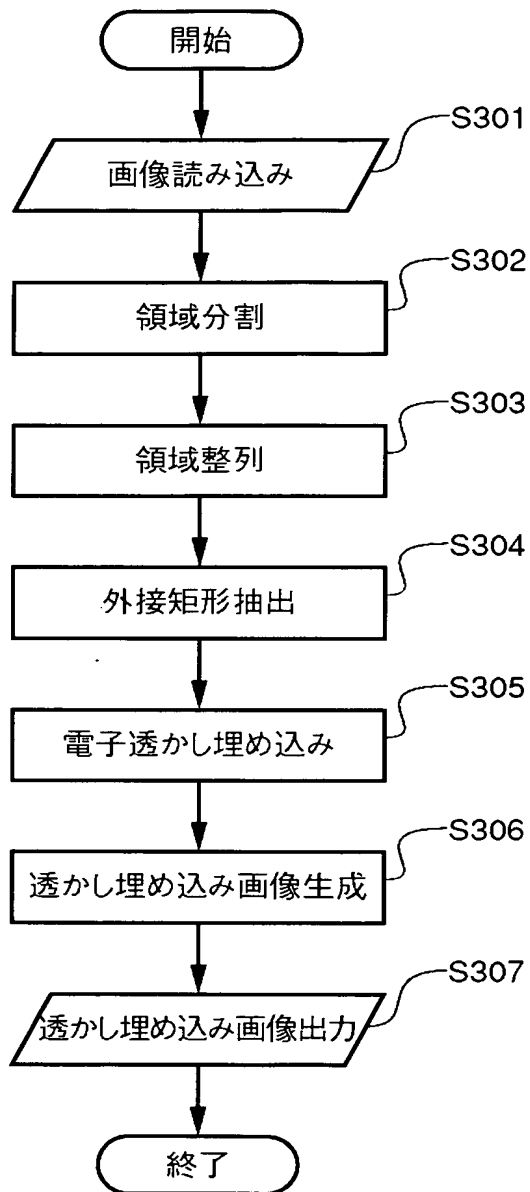 開始
S301
画像読み込み
S302
領域分割
S303
領域整列
S304
外接矩形抽出
S305
電子透かし埋め込み
S306
透かし埋め込み画像生成
S307
透かし埋め込み画像出力
終了